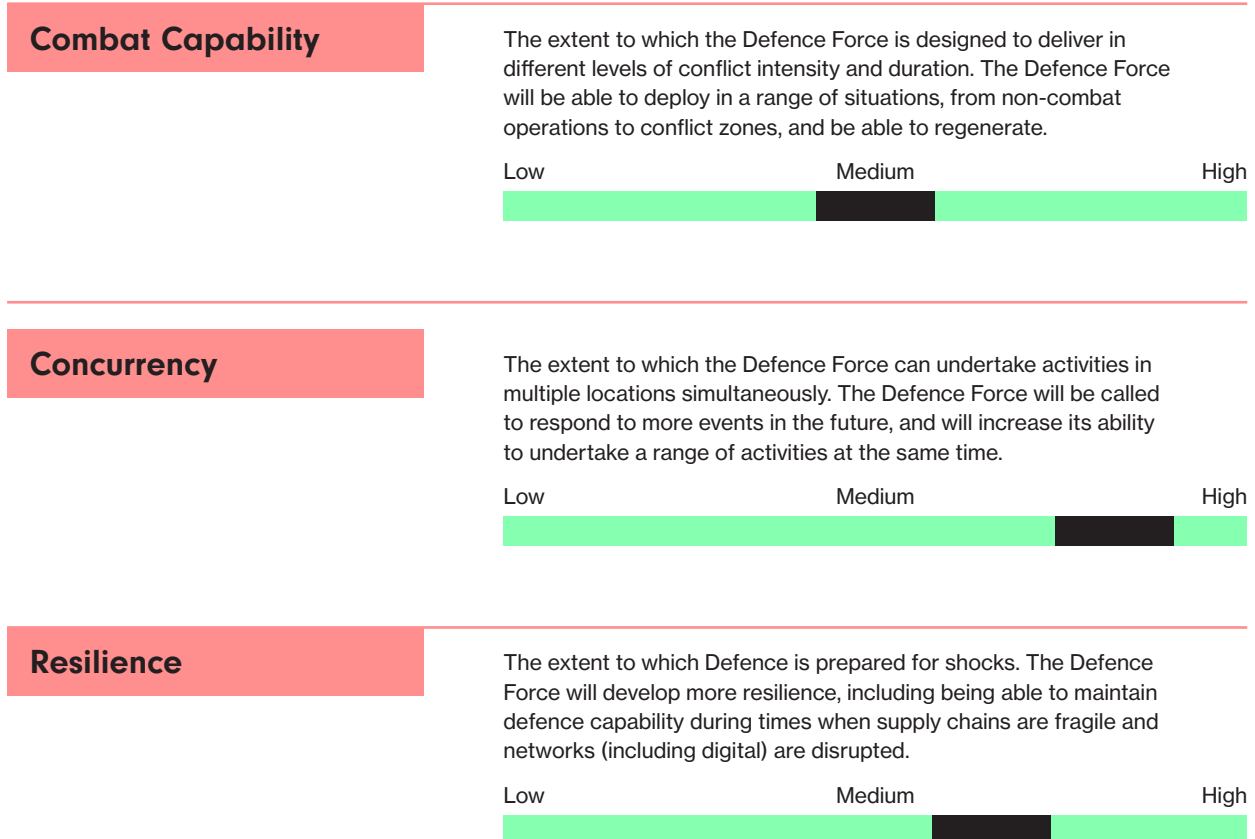 Combat Capability
The extent to which the Defence Force is designed to deliver in
different levels of conflict intensity and duration. The Defence Force
will be able to deploy in a range of situations, from non-combat
operations to conflict zones, and be able to regenerate.
Low Medium High
Concurrency
The extent to which the Defence Force can undertake activities in
multiple locations simultaneously. The Defence Force will be called
to respond to more events in the future, and will increase its ability
to undertake a range of activities at the same time.
Low Medium High
Resilience
The extent to which Defence is prepared for shocks. The Defence
Force will develop more resilience, including being able to maintain
defence capability during times when supply chains are fragile and
networks (including digital) are disrupted.
Low Medium High